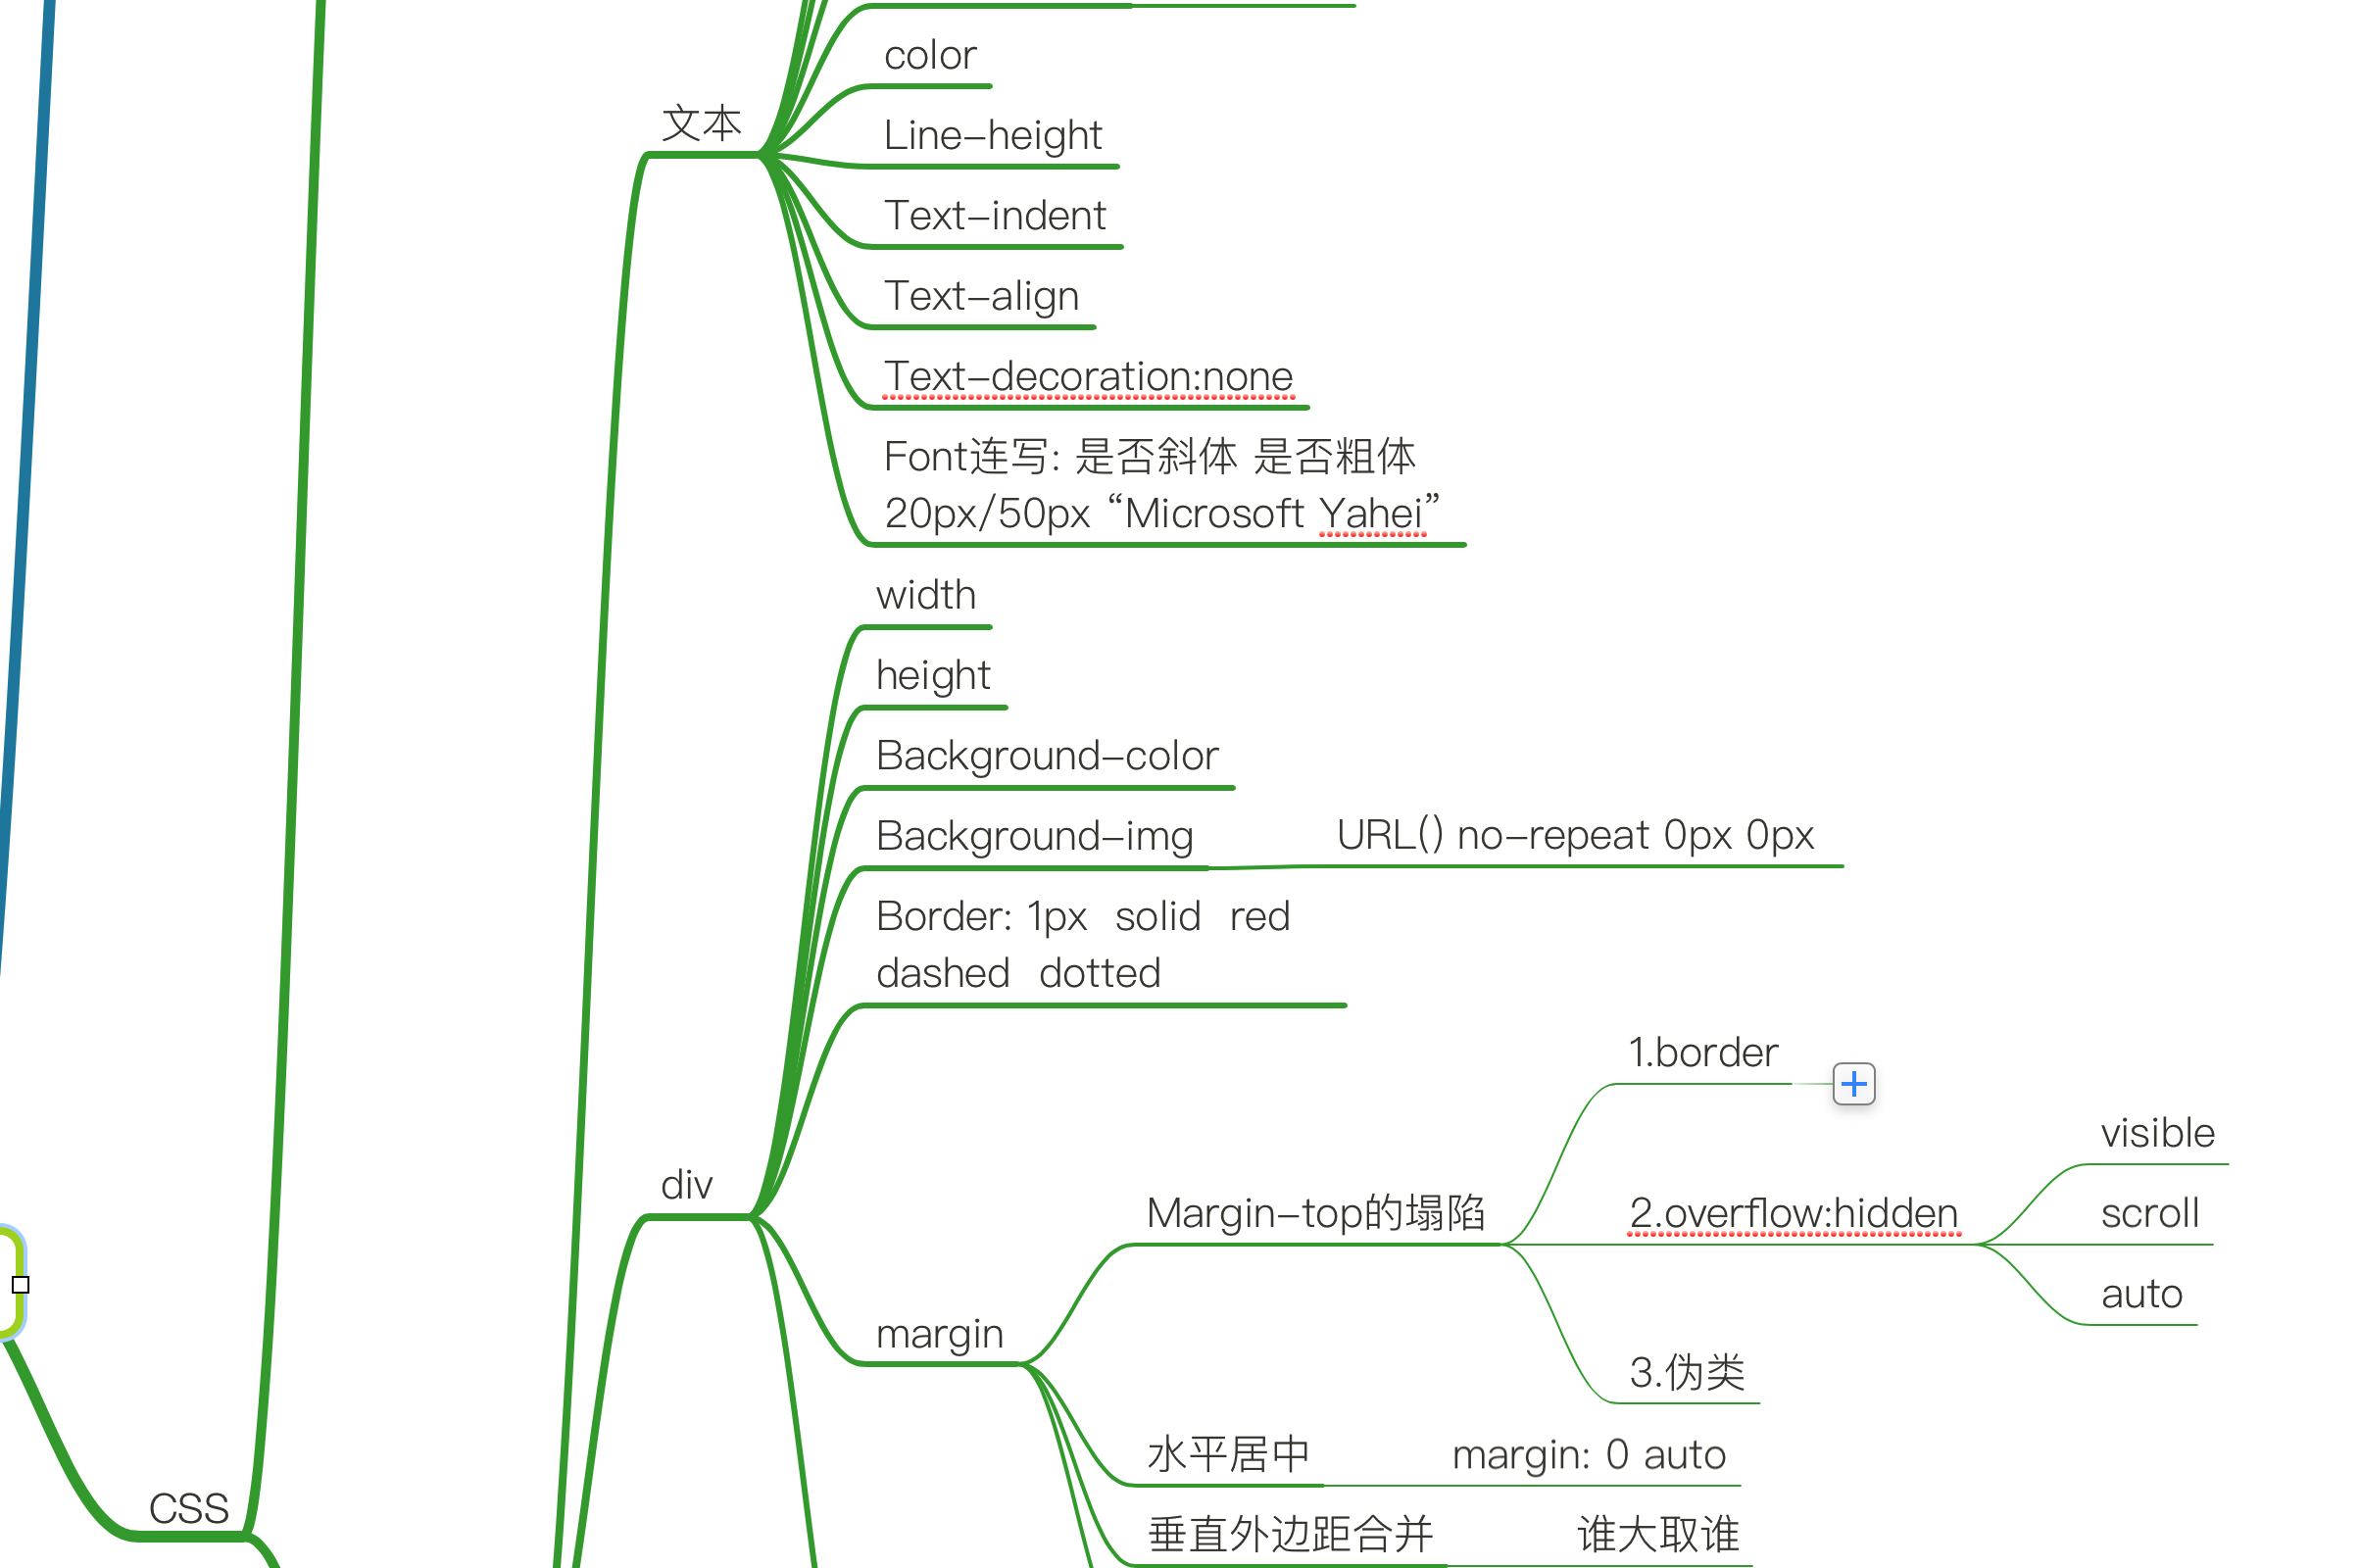 color
文本
Line-height
Text-indent
Text-align
Text-decoration:none
Font连写: 是否斜体 是否粗体
20px/50px “Microsoft Yahei”
width
height
Background-color
Background-img
URL() no-repeat 0px 0px
Border: 1px solid red
dashed dotted
div
margin
Margin-top的塌陷
1.border
2.overflow:hidden
visible
scroll
auto
3.伪类
水平居中
margin: 0 auto
垂直外边距合并
谁大取谁
CSS